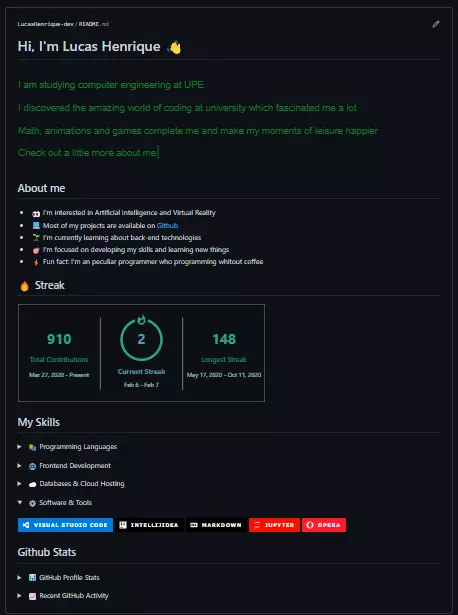 LucasHenrique-dev / README.md
Hi, I'm Lucas Henrique
I am studying computer engineering at UPE
I discovered the amazing world of coding at university which fascinated me a lot
Math, animations and games complete me and make my moments of leisure happier
Check out a little more about me
About me
I'm interested in Artificial Intelligence and Virtual Reality
Most of my projects are available on Github
I'm currently learning about back-end technologies
I'm focused on developing my skills and learning new things
Fun fact: I'm an peculiar programmer who programming whitout coffee
Streak
910
Total Contributions
Mar 27, 2020 - Present
2
Current Streak
Feb 6 - Feb 7
148
Longest Streak
May 17, 2020 - Oct 11, 2020
My Skills
Programming Languages
Frontend Development
Databases & Cloud Hosting
Software & Tools
VISUAL STUDIO CODE INTELLIJIDEA MARKDOWN JUPYTER OPERA
Github Stats
GitHub Profile Stats
Recent GitHub Activity